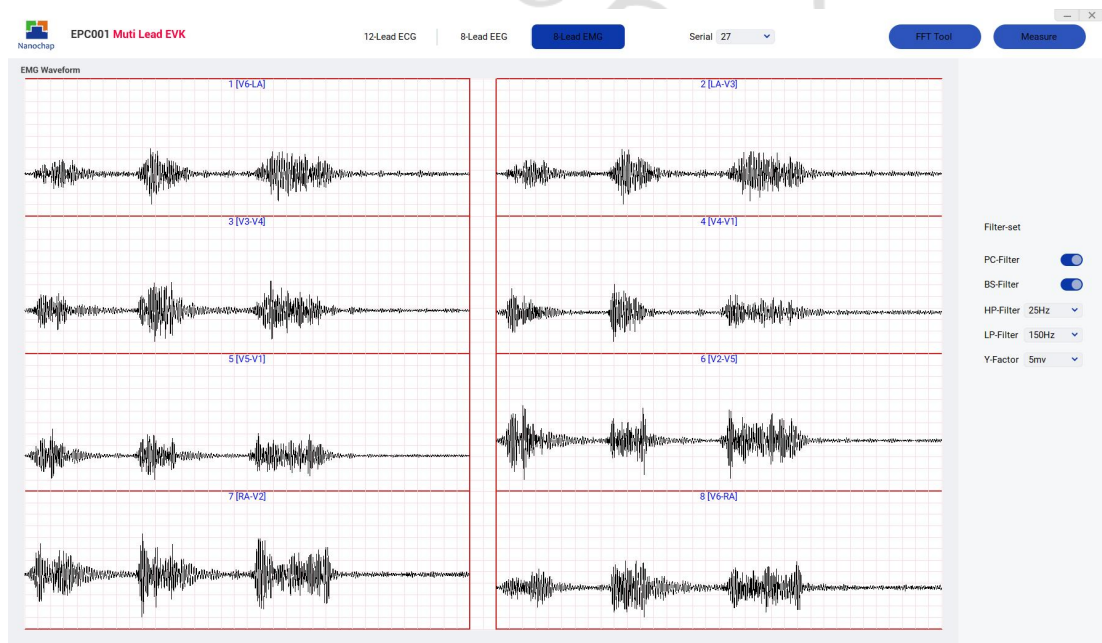 Nanochap
EPC001 Muti Lead EVK
12-Lead ECG
8-Lead EEG
8-Lead EMG
Serial 27
FFT Tool
Measure
EMG Waveform
1 [V6-LA]
2 [LA-V3]
3 [V3-V4]
4 [V4-V1]
5 [V5-V1]
6 [V2-V5]
7 [RA-V2]
8 [V6-RA]
Filter-set
PC-Filter
BS-Filter
HP-Filter 25Hz
LP-Filter 150Hz
Y-Factor 5mv